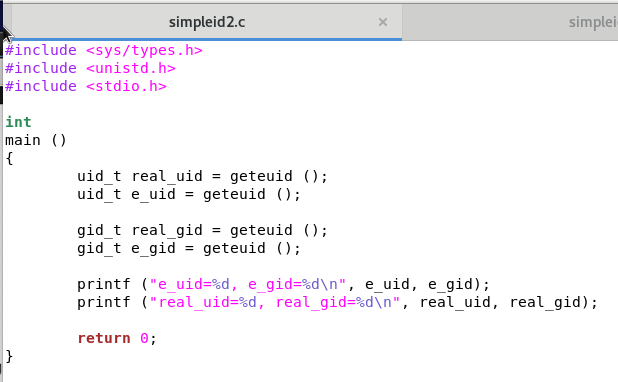 simpleid2.c × simplei
#include <sys/types.h>
#include <unistd.h>
#include <stdio.h>
int
main ()
{
uid_t real_uid = geteuid ();
uid_t e_uid = geteuid ();
gid_t real_gid = geteuid ();
gid_t e_gid = geteuid ();
printf ("e_uid=%d, e_gid=%d\n", e_uid, e_gid);
printf ("real_uid=%d, real_gid=%d\n", real_uid, real_gid);
return 0;
}